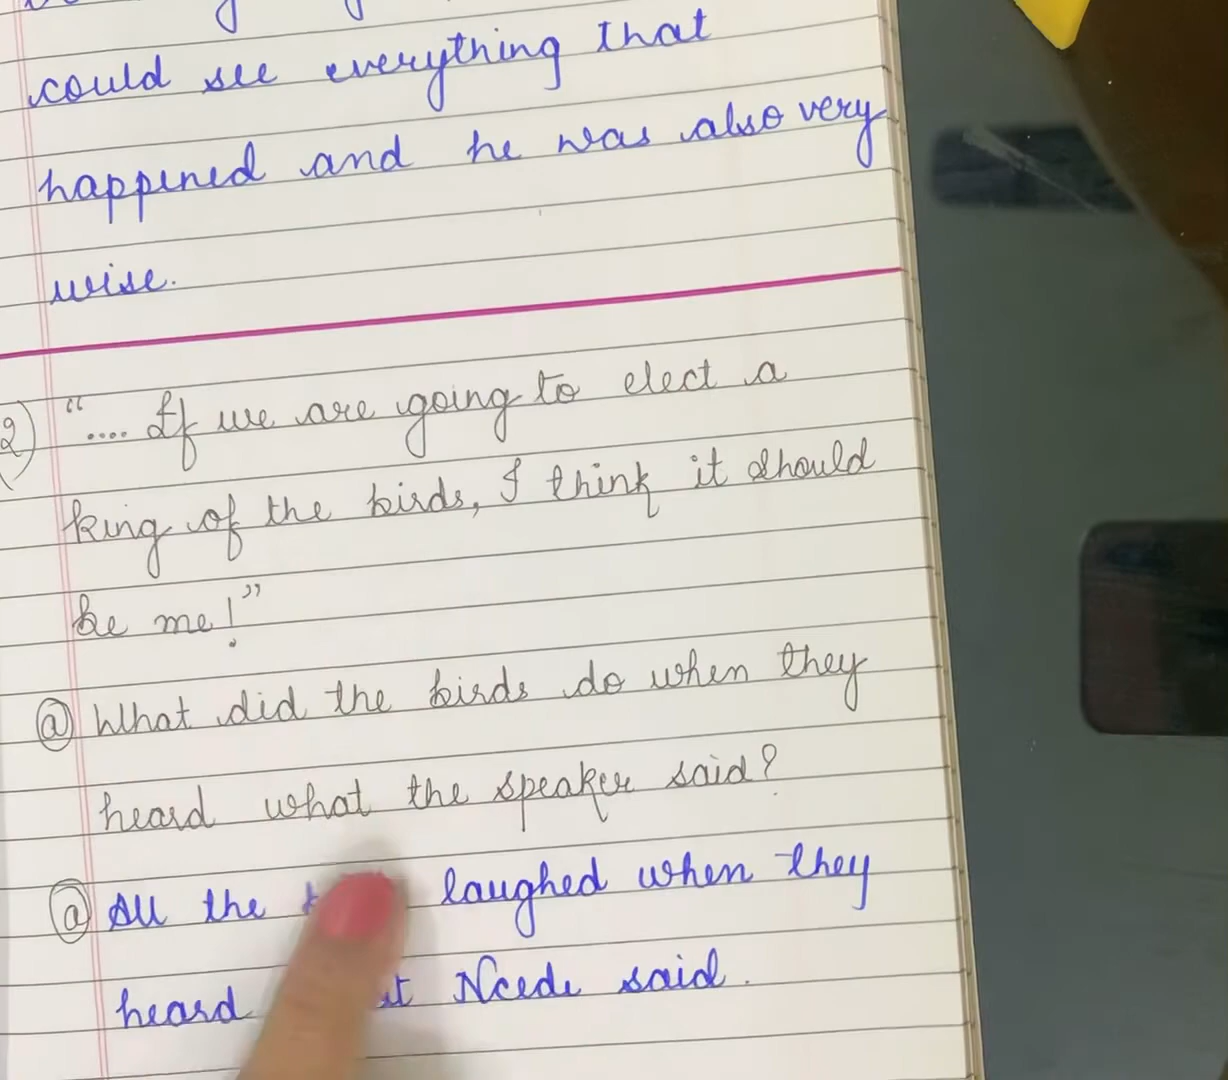 could see everything that
happened and he was also very
wise.
2) ".... If we are going to elect a
king of the birds, I think it should
be me!"
(a) What did the birds do when they
heard what the speaker said?
(a) All the laughed when they
heard Ncede said.